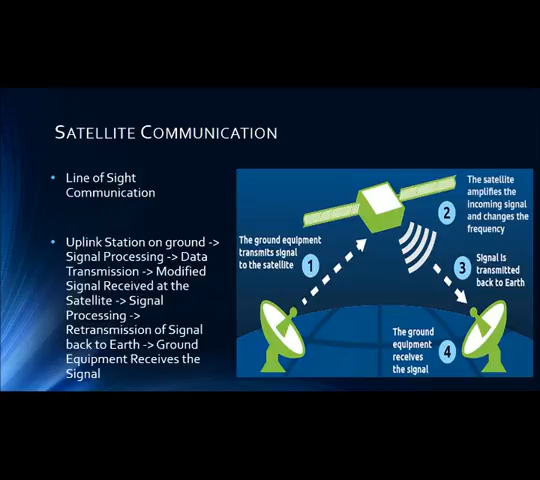 SATELLITE COMMUNICATION
• Line of Sight
Communication
• Uplink Station on ground ->
Signal Processing -> Data
Transmission -> Modified
Signal Received at the
Satellite -> Signal
Processing ->
Retransmission of Signal
back to Earth -> Ground
Equipment Receives the
Signal
The ground equipment
transmits signal
to the satellite
1
The satellite
amplifies the
incoming signal
and changes the
frequency
2
Signal is
transmitted
back to Earth
3
The ground
equipment
receives
the signal
4